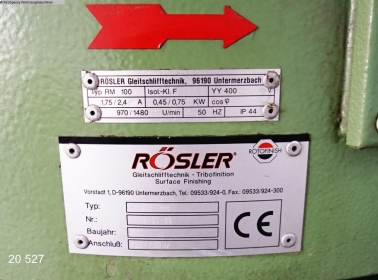 RÖSLER Gleitschlifftechnik, 96190 Untermerzbach
Typ RM 100 Isol.-Kl. F YY 400 V
1,75/2,4 A 0,45/0,75 KW cos φ
970/1480 U/min 50 HZ IP 44
RÖSLER
ROTOFINISH
Gleitschlifftechnik - Tribofinition
Surface Finishing
Vorstadt 1, D-96190 Untermerzbach, Tel.: 09533/924-0, Fax.: 09533/924-300
Typ:
Nr.:
Baujahr:
Anschluß:
CE
20 527